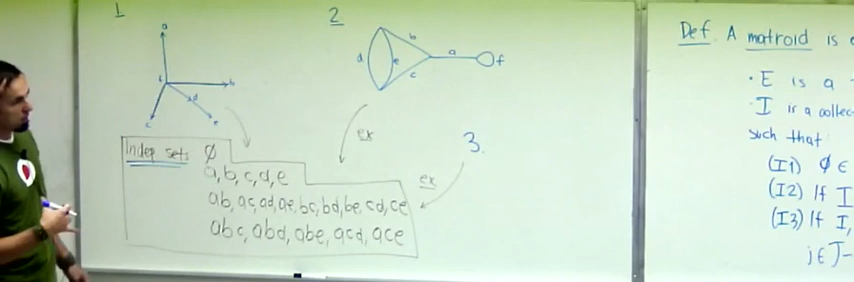 1
a
b
d
c
e
2
b
d
e
a
f
c
ex
3.
ex
Indep sets ∅
a, b, c, d, e
ab, ac, ad, ae, bc, bd, be, cd, ce
abc, abd, abe, acd, ace
Def. A matroid is
• E is a
• I is a collec
such that:
(I1) ∅ ∈
(I2) If I
(I3) If I,
j ∈ J-